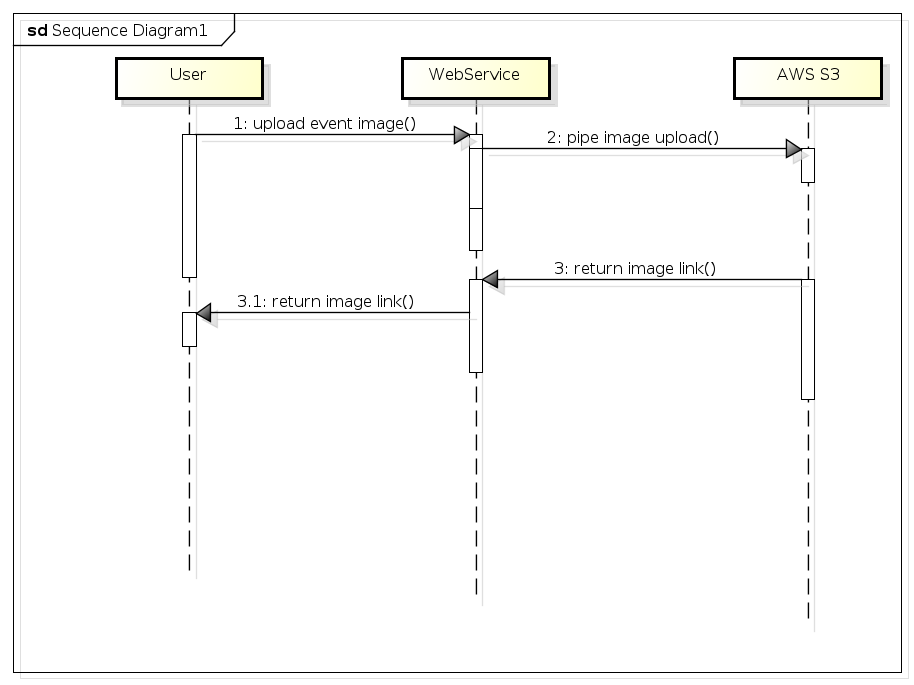 sd Sequence Diagram1
User
WebService
AWS S3
1: upload event image()
2: pipe image upload()
3: return image link()
3.1: return image link()